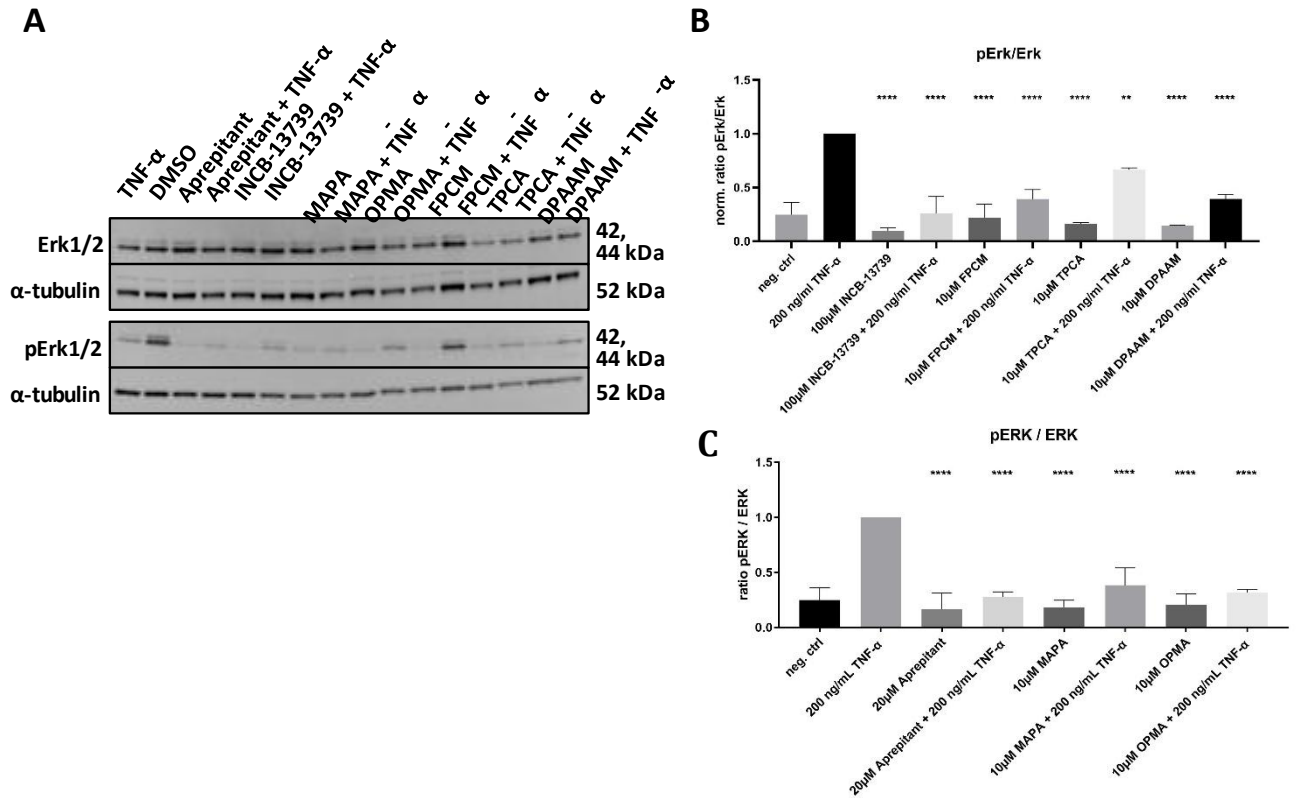 A
TNF-α
DMSO
Aprepitant
Aprepitant + TNF-α
INCB-13739
INCB-13739 + TNF-α
MAPA
MAPA + TNF-α
OPMA
OPMA + TNF-α
FPCM
FPCM + TNF-α
TPCA
TPCA + TNF-α
DPAAM
DPAAM + TNF-α
Erk1/2
42,
44 kDa
α-tubulin
52 kDa
pErk1/2
42,
44 kDa
α-tubulin
52 kDa
B
pErk/Erk
norm. ratio pErk/Erk
1.5
1.0
0.5
0.0
**** **** **** **** **** ** **** ****
neg. ctrl
200 ng/ml TNF-α
100µM INCB-13739
100µM INCB-13739 + 200 ng/ml TNF-α
10µM FPCM
10µM FPCM + 200 ng/ml TNF-α
10µM TPCA
10µM TPCA + 200 ng/ml TNF-α
10µM DPAAM
10µM DPAAM + 200 ng/ml TNF-α
C
pERK / ERK
ratio pERK / ERK
1.5
1.0
0.5
0.0
**** **** **** **** **** ****
neg. ctrl
200 ng/mL TNF-α
20µM Aprepitant
20µM Aprepitant + 200 ng/mL TNF-α
10µM MAPA
10µM MAPA + 200 ng/mL TNF-α
10µM OPMA
10µM OPMA + 200 ng/mL TNF-α